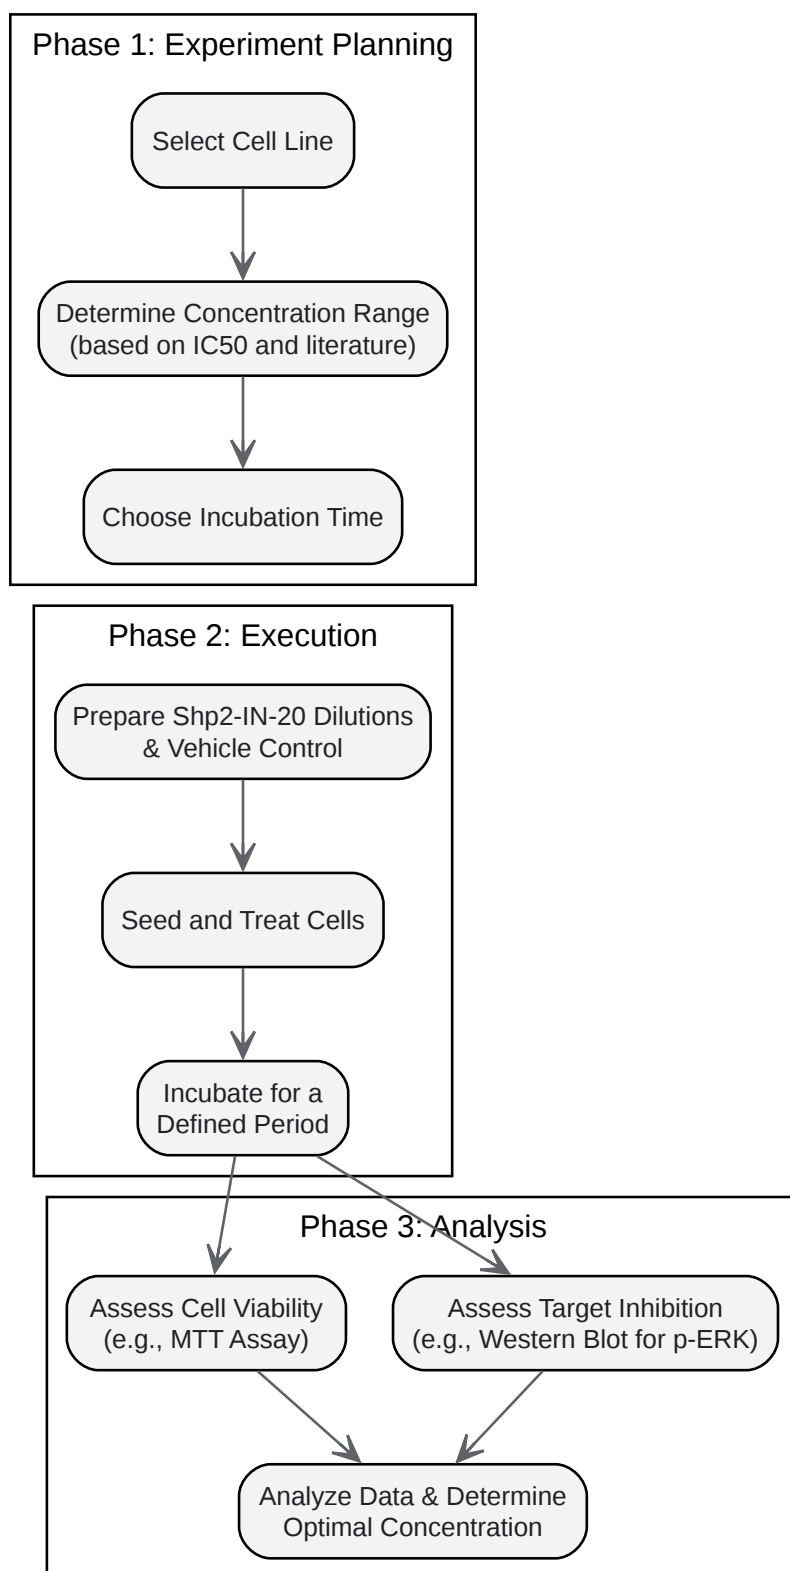 Phase 1: Experiment Planning
Select Cell Line
Determine Concentration Range
(based on IC50 and literature)
Choose Incubation Time
Phase 2: Execution
Prepare Shp2-IN-20 Dilutions
& Vehicle Control
Seed and Treat Cells
Incubate for a
Defined Period
Phase 3: Analysis
Assess Cell Viability
(e.g., MTT Assay)
Assess Target Inhibition
(e.g., Western Blot for p-ERK)
Analyze Data & Determine
Optimal Concentration